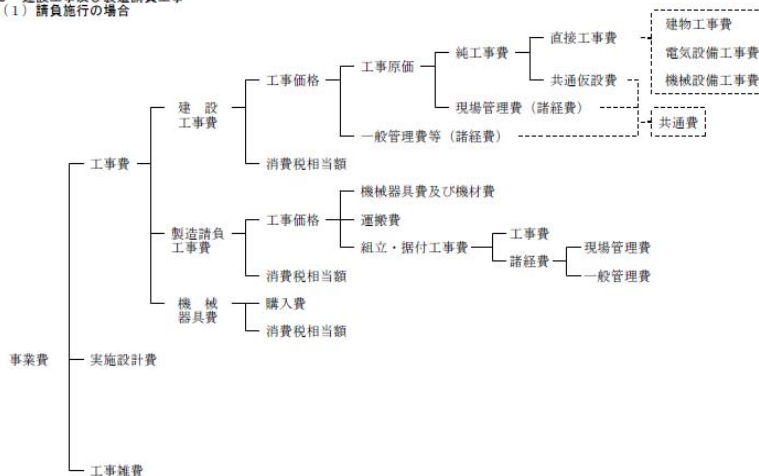 （１）請負施行の場合
建物工事費
直接工事費
電気設備工事費
純工事費
工事原価
工事価格
共通仮設費
機械設備工事費
建　設
工事費
現場管理費（諸経費）
共通費
一般管理費等（諸経費）
工事費
消費税相当額
機械器具費及び機材費
工事価格
運搬費
製造請負
工事費
組立・据付工事費
工事費
現場管理費
諸経費
消費税相当額
一般管理費
機　械
器具費
購入費
消費税相当額
事業費
実施設計費
工事雑費